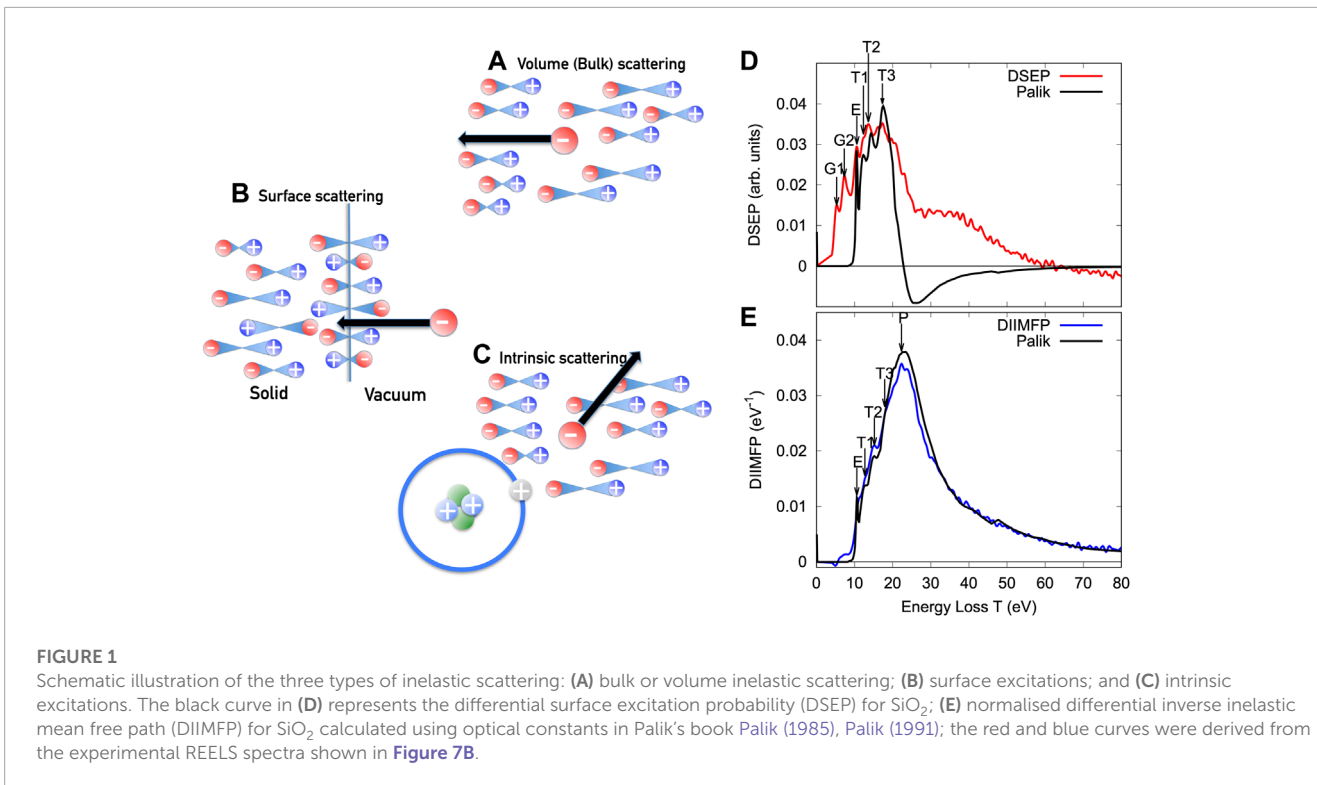 A Volume (Bulk) scattering
B Surface scattering
Solid Vacuum
C Intrinsic scattering
D
DSEP
Palik
G1 G2 E T1 T2 T3
DSEP (arb. units)
0.04
0.03
0.02
0.01
0
E
DIIMFP
Palik
E T1 T2 T3 P
DIIMFP (eV⁻¹)
0.04
0.03
0.02
0.01
0
0 10 20 30 40 50 60 70 80
Energy Loss T (eV)
FIGURE 1
Schematic illustration of the three types of inelastic scattering: (A) bulk or volume inelastic scattering; (B) surface excitations; and (C) intrinsic
excitations. The black curve in (D) represents the differential surface excitation probability (DSEP) for SiO₂; (E) normalised differential inverse inelastic
mean free path (DIIMFP) for SiO₂ calculated using optical constants in Palik's book Palik (1985), Palik (1991); the red and blue curves were derived from
the experimental REELS spectra shown in Figure 7B.